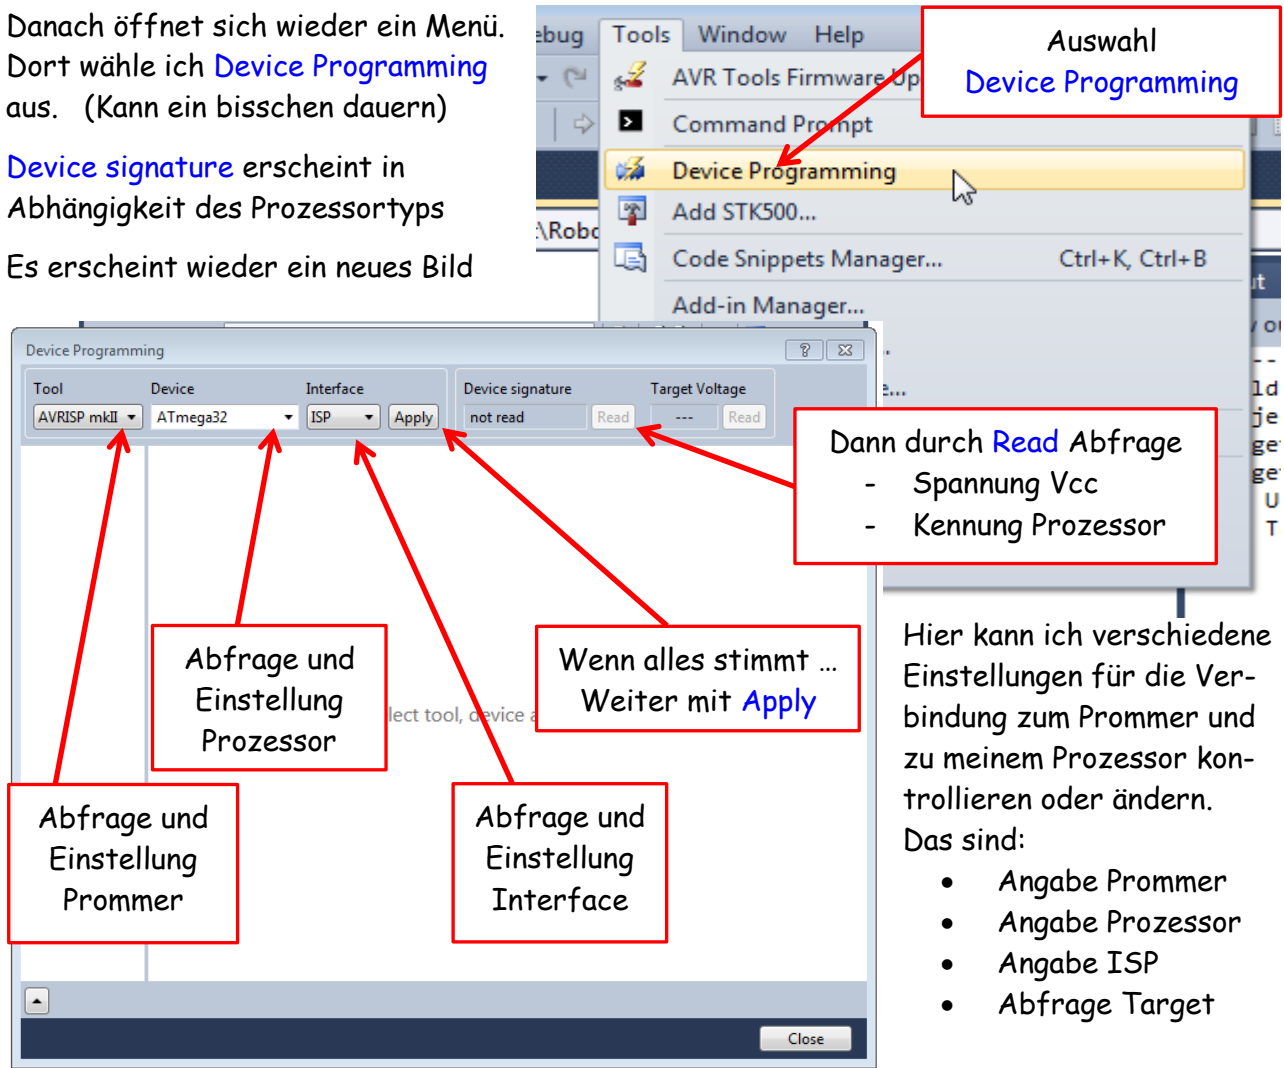 Danach öffnet sich wieder ein Menü.
Dort wähle ich Device Programming
aus. (Kann ein bisschen dauern)
Device signature erscheint in
Abhängigkeit des Prozessortyps
Es erscheint wieder ein neues Bild
ebug Tools Window Help
AVR Tools Firmware Up
Command Prompt
Device Programming
Add STK500...
:\Robo
Code Snippets Manager... Ctrl+K, Ctrl+B
Add-in Manager...
Auswahl
Device Programming
Device Programming
Tool Device Interface Device signature Target Voltage
AVRISP mkII ATmega32 ISP Apply not read Read --- Read
Dann durch Read Abfrage
- Spannung Vcc
- Kennung Prozessor
Abfrage und
Einstellung
Prozessor
Wenn alles stimmt ...
Weiter mit Apply
lect tool, device a
Abfrage und
Einstellung
Prommer
Abfrage und
Einstellung
Interface
Close
Hier kann ich verschiedene
Einstellungen für die Ver-
bindung zum Prommer und
zu meinem Prozessor kon-
trollieren oder ändern.
Das sind:
• Angabe Prommer
• Angabe Prozessor
• Angabe ISP
• Abfrage Target